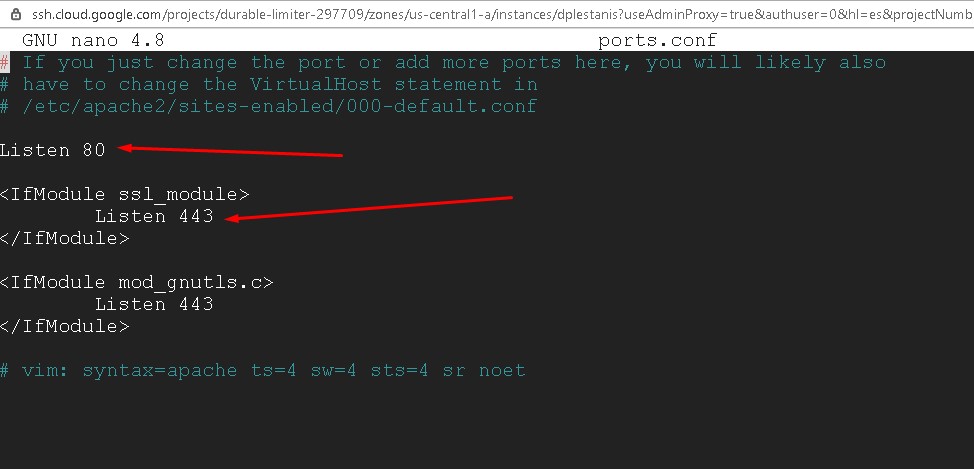 ssh.cloud.google.com/projects/durable-limiter-297709/zones/us-central1-a/instances/dplestanis?useAdminProxy=true&authuser=0&hl=es&projectNumb
GNU nano 4.8 ports.conf
# If you just change the port or add more ports here, you will likely also
# have to change the VirtualHost statement in
# /etc/apache2/sites-enabled/000-default.conf
Listen 80
<IfModule ssl_module>
Listen 443
</IfModule>
<IfModule mod_gnutls.c>
Listen 443
</IfModule>
# vim: syntax=apache ts=4 sw=4 sts=4 sr noet